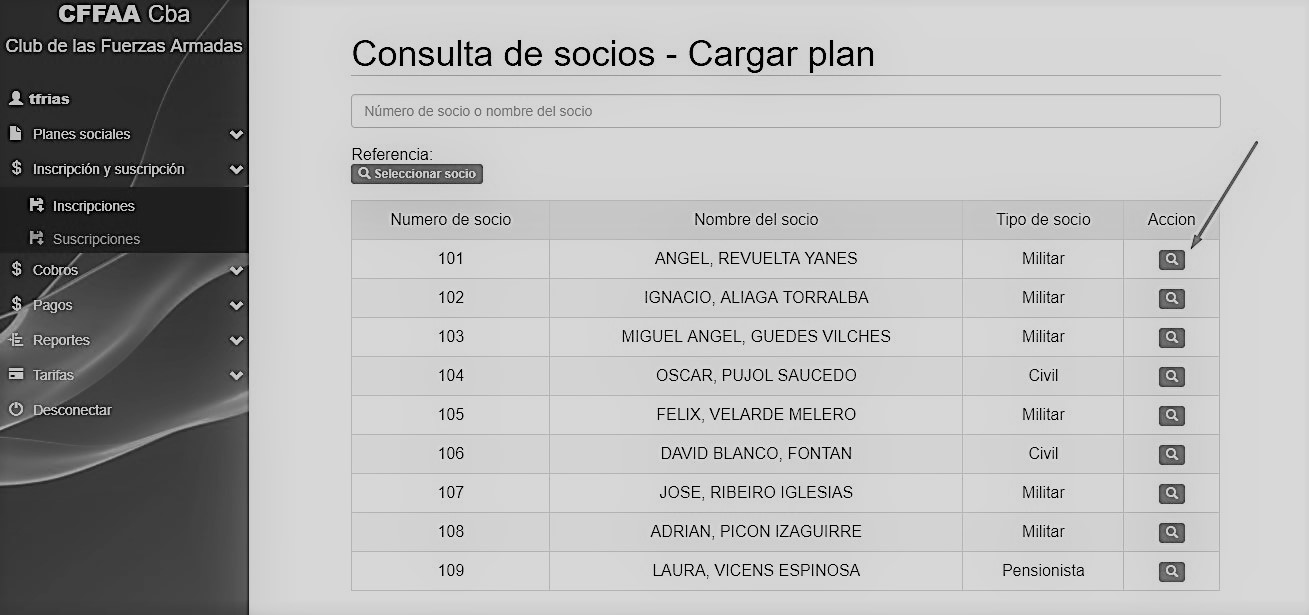 CFFAA Cba
Club de las Fuerzas Armadas
tfrias
Planes sociales
Inscripción y suscripción
Inscripciones
Suscripciones
Cobros
Pagos
Reportes
Tarifas
Desconectar
Consulta de socios - Cargar plan
Número de socio o nombre del socio
Referencia:
Seleccionar socio
Numero de socio Nombre del socio Tipo de socio Accion
101 ANGEL, REVUELTA YANES Militar
102 IGNACIO, ALIAGA TORRALBA Militar
103 MIGUEL ANGEL, GUEDES VILCHES Militar
104 OSCAR, PUJOL SAUCEDO Civil
105 FELIX, VELARDE MELERO Militar
106 DAVID BLANCO, FONTAN Civil
107 JOSE, RIBEIRO IGLESIAS Militar
108 ADRIAN, PICON IZAGUIRRE Militar
109 LAURA, VICENS ESPINOSA Pensionista